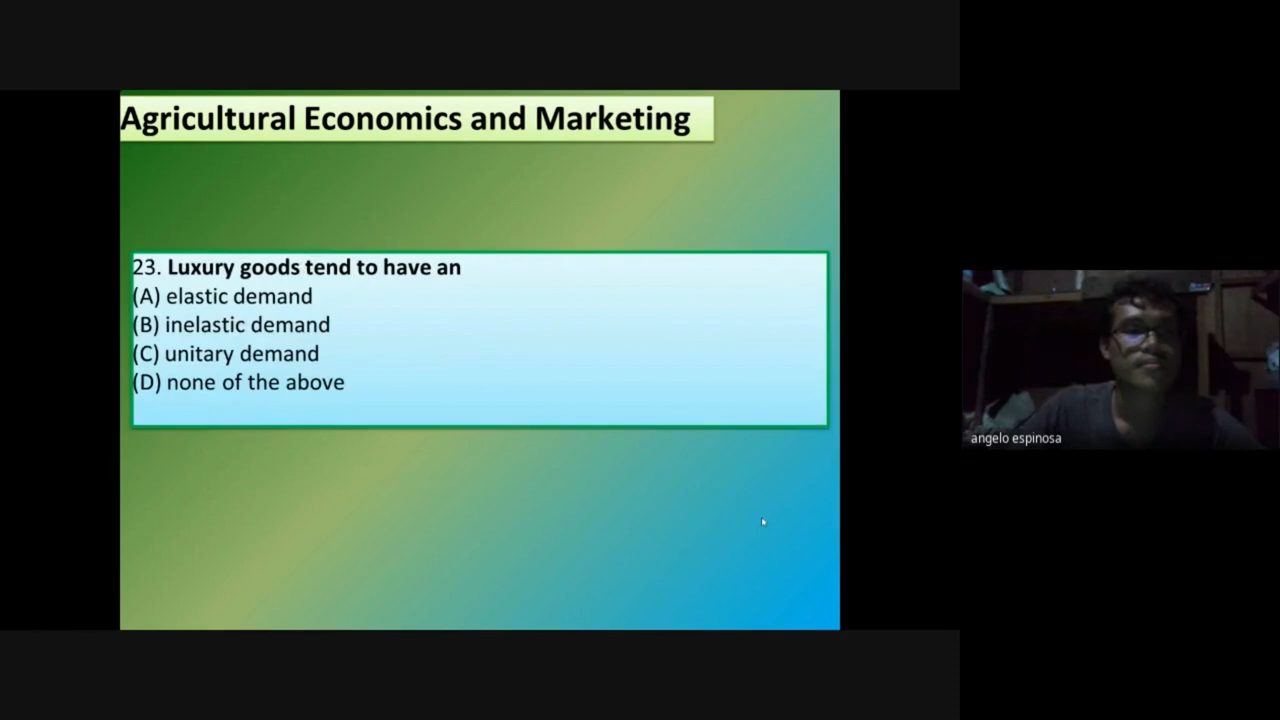 Agricultural Economics and Marketing
23. Luxury goods tend to have an
(A) elastic demand
(B) inelastic demand
(C) unitary demand
(D) none of the above
angelo espinosa